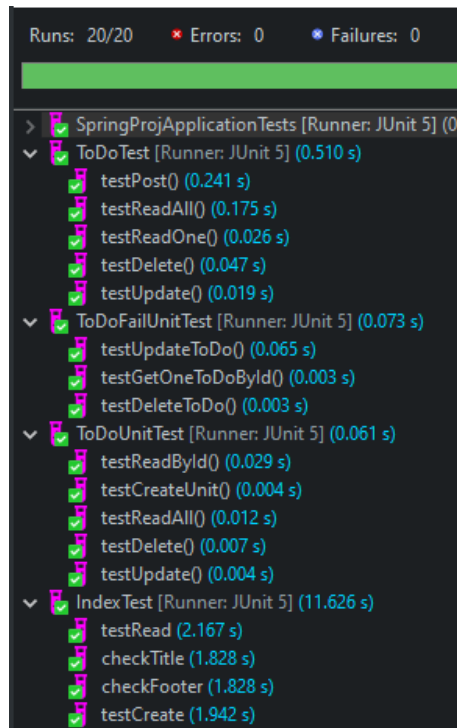 Runs: 20/20 Errors: 0 Failures: 0
SpringProjApplicationTests [Runner: JUnit 5] (0
ToDoTest [Runner: JUnit 5] (0.510 s)
testPost() (0.241 s)
testReadAll() (0.175 s)
testReadOne() (0.026 s)
testDelete() (0.047 s)
testUpdate() (0.019 s)
ToDoFailUnitTest [Runner: JUnit 5] (0.073 s)
testUpdateToDo() (0.065 s)
testGetOneToDoById() (0.003 s)
testDeleteToDo() (0.003 s)
ToDoUnitTest [Runner: JUnit 5] (0.061 s)
testReadById() (0.029 s)
testCreateUnit() (0.004 s)
testReadAll() (0.012 s)
testDelete() (0.007 s)
testUpdate() (0.004 s)
IndexTest [Runner: JUnit 5] (11.626 s)
testRead (2.167 s)
checkTitle (1.828 s)
checkFooter (1.828 s)
testCreate (1.942 s)